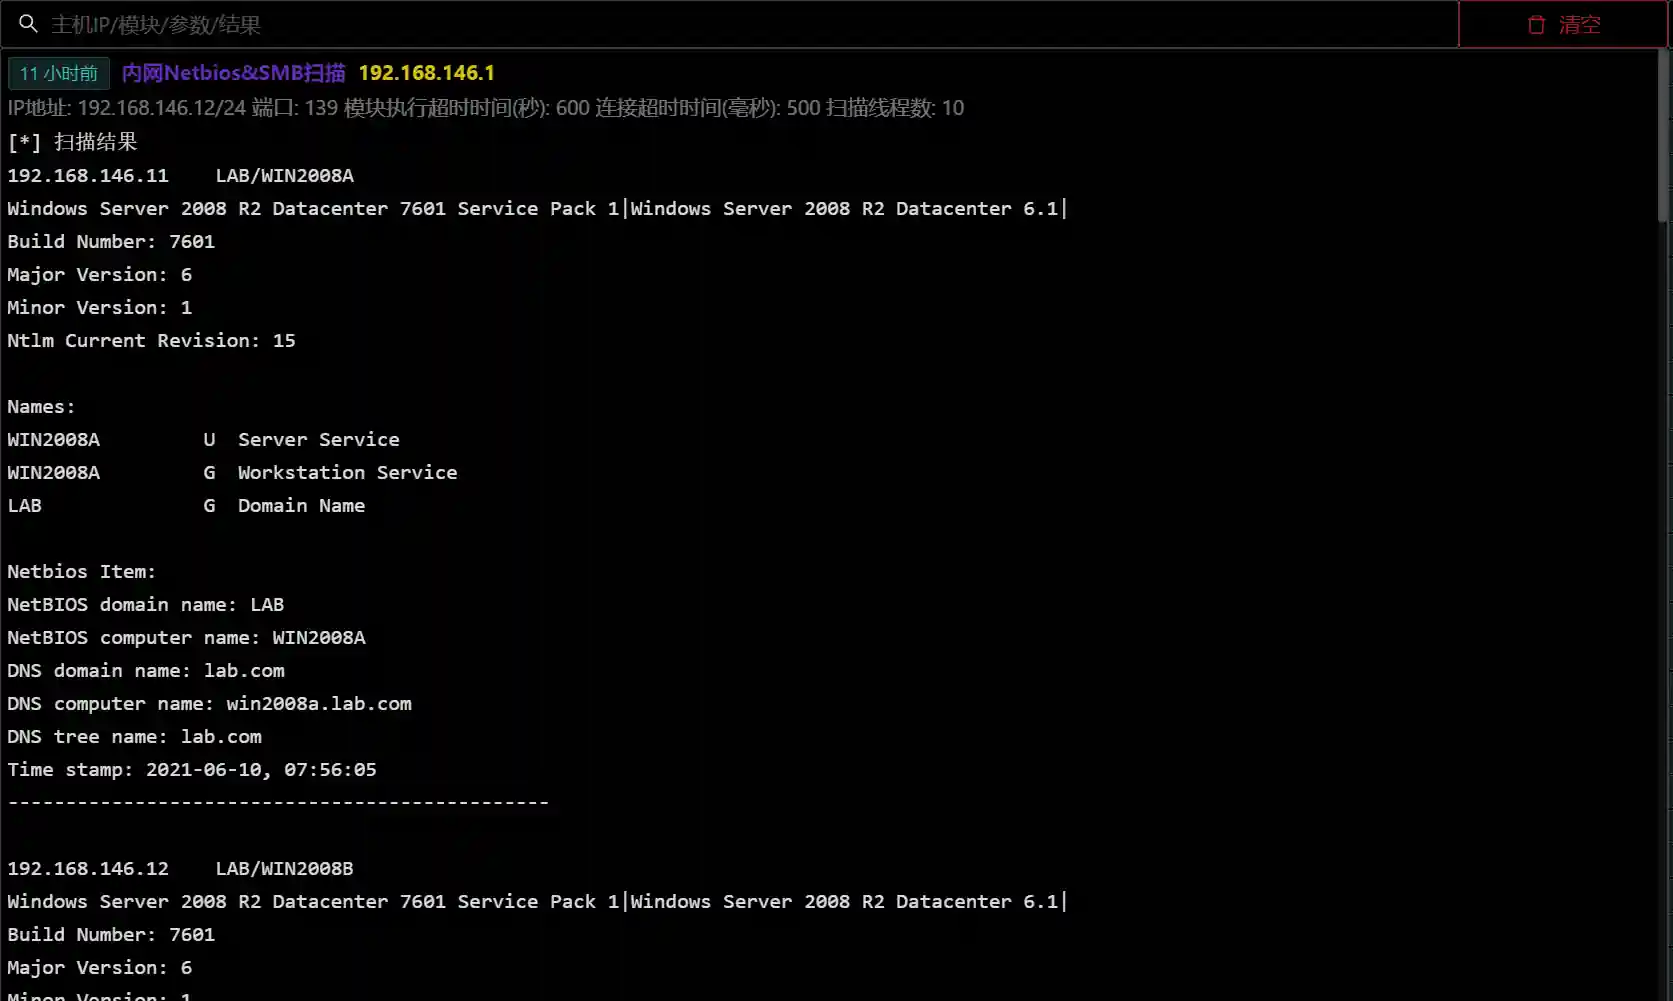 主机IP/模块/参数/结果
清空
11 小时前 内网Netbios&SMB扫描 192.168.146.1
IP地址: 192.168.146.12/24 端口: 139 模块执行超时时间(秒): 600 连接超时时间(毫秒): 500 扫描线程数: 10
[*] 扫描结果
192.168.146.11    LAB/WIN2008A
Windows Server 2008 R2 Datacenter 7601 Service Pack 1|Windows Server 2008 R2 Datacenter 6.1|
Build Number: 7601
Major Version: 6
Minor Version: 1
Ntlm Current Revision: 15
Names:
WIN2008A         U  Server Service
WIN2008A         G  Workstation Service
LAB              G  Domain Name
Netbios Item:
NetBIOS domain name: LAB
NetBIOS computer name: WIN2008A
DNS domain name: lab.com
DNS computer name: win2008a.lab.com
DNS tree name: lab.com
Time stamp: 2021-06-10, 07:56:05
-----------------------------------------------
192.168.146.12    LAB/WIN2008B
Windows Server 2008 R2 Datacenter 7601 Service Pack 1|Windows Server 2008 R2 Datacenter 6.1|
Build Number: 7601
Major Version: 6
Minor Version: 1